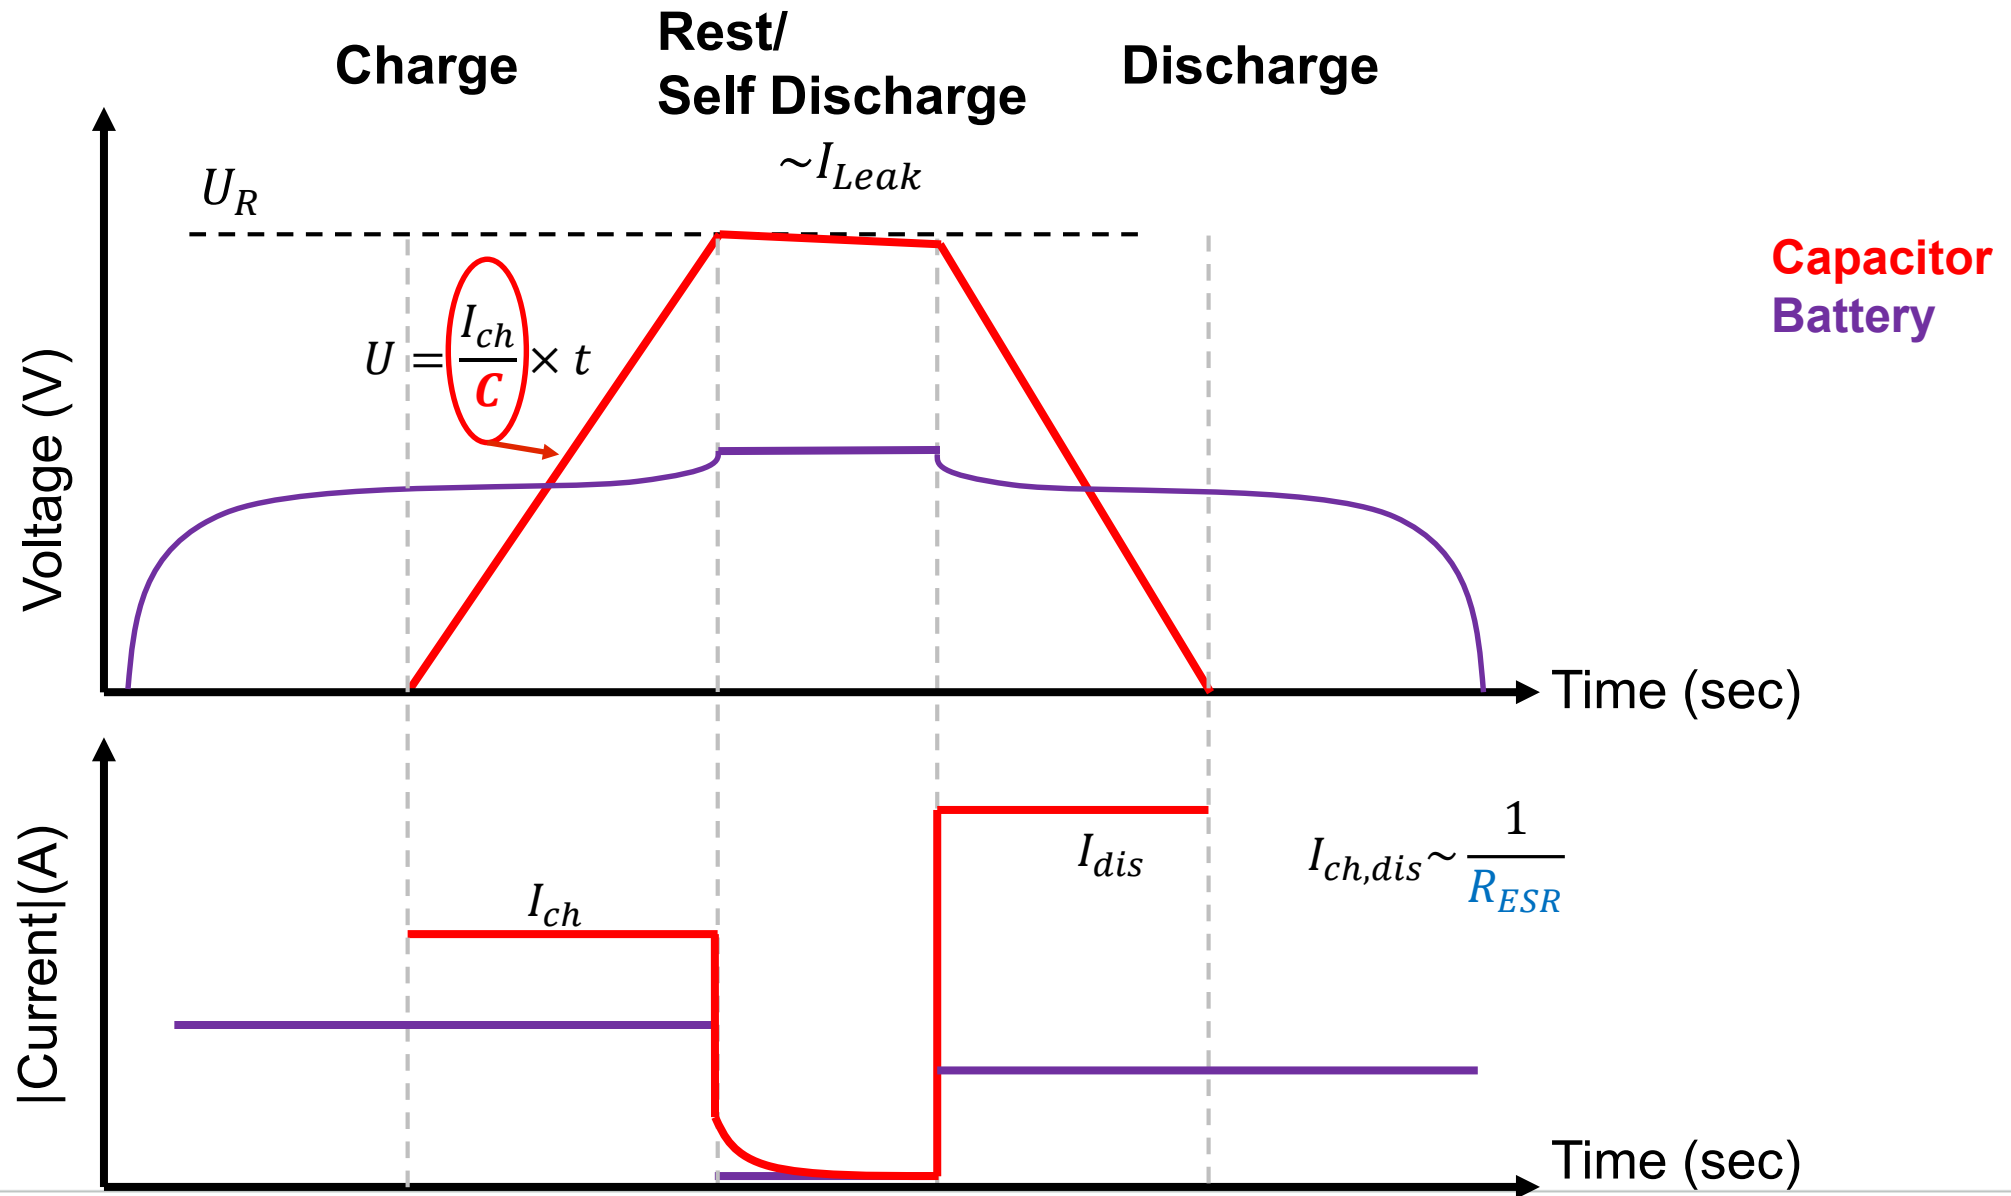 Charge
Rest/
Self Discharge
Discharge
~I_Leak
U_R
U = I_ch/C × t
Capacitor
Battery
Voltage (V)
Time (sec)
I_ch
I_dis
I_ch,dis~ 1/R_ESR
|Current|(A)
Time (sec)